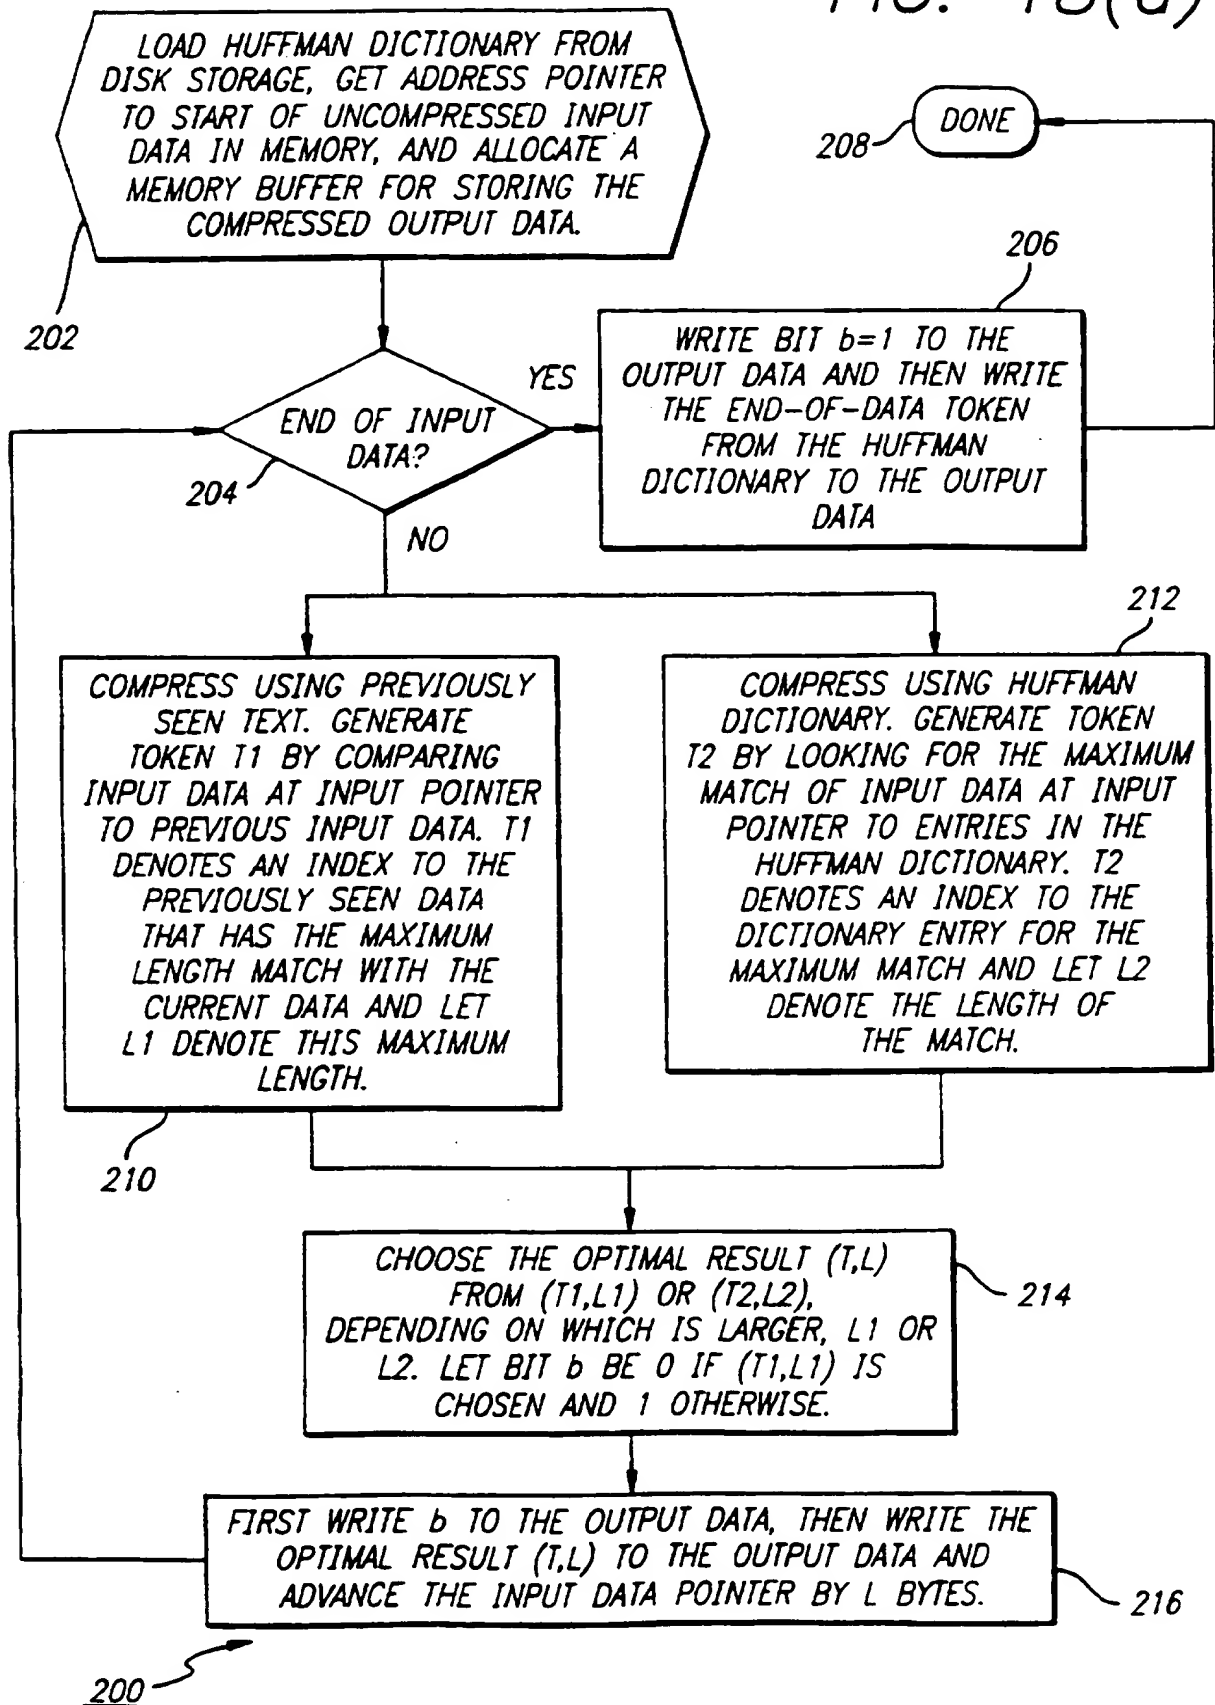 FIG. 13(a)
LOAD HUFFMAN DICTIONARY FROM
DISK STORAGE, GET ADDRESS POINTER
TO START OF UNCOMPRESSED INPUT
DATA IN MEMORY, AND ALLOCATE A
MEMORY BUFFER FOR STORING THE
COMPRESSED OUTPUT DATA.
202
DONE
208
206
WRITE BIT b=1 TO THE
OUTPUT DATA AND THEN WRITE
THE END-OF-DATA TOKEN
FROM THE HUFFMAN
DICTIONARY TO THE OUTPUT
DATA
YES
END OF INPUT
DATA?
204
NO
COMPRESS USING PREVIOUSLY
SEEN TEXT. GENERATE
TOKEN T1 BY COMPARING
INPUT DATA AT INPUT POINTER
TO PREVIOUS INPUT DATA. T1
DENOTES AN INDEX TO THE
PREVIOUSLY SEEN DATA
THAT HAS THE MAXIMUM
LENGTH MATCH WITH THE
CURRENT DATA AND LET
L1 DENOTE THIS MAXIMUM
LENGTH.
210
212
COMPRESS USING HUFFMAN
DICTIONARY. GENERATE TOKEN
T2 BY LOOKING FOR THE MAXIMUM
MATCH OF INPUT DATA AT INPUT
POINTER TO ENTRIES IN THE
HUFFMAN DICTIONARY. T2
DENOTES AN INDEX TO THE
DICTIONARY ENTRY FOR THE
MAXIMUM MATCH AND LET L2
DENOTE THE LENGTH OF
THE MATCH.
CHOOSE THE OPTIMAL RESULT (T,L)
FROM (T1,L1) OR (T2,L2),
DEPENDING ON WHICH IS LARGER, L1 OR
L2. LET BIT b BE 0 IF (T1,L1) IS
CHOSEN AND 1 OTHERWISE.
214
FIRST WRITE b TO THE OUTPUT DATA, THEN WRITE THE
OPTIMAL RESULT (T,L) TO THE OUTPUT DATA AND
ADVANCE THE INPUT DATA POINTER BY L BYTES.
216
200